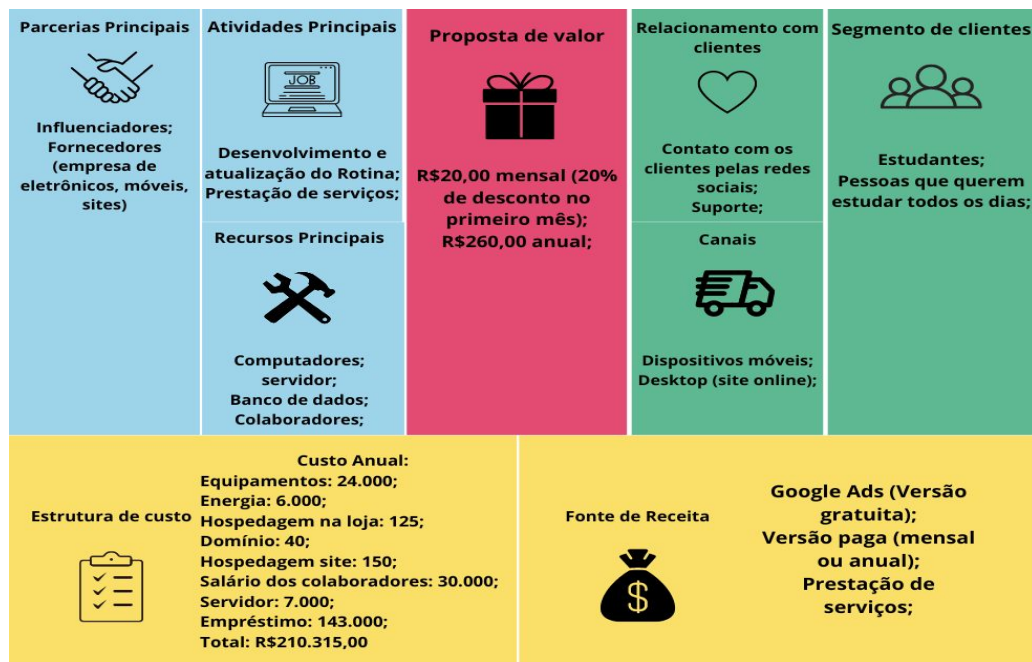 Parcerias Principais
Influenciadores;
Fornecedores
(empresa de
eletrônicos, móveis,
sites)
Atividades Principais
JOB
Desenvolvimento e
atualização do Rotina;
Prestação de serviços;
Recursos Principais
Computadores;
servidor;
Banco de dados;
Colaboradores;
Proposta de valor
R$20,00 mensal (20%
de desconto no
primeiro mês);
R$260,00 anual;
Relacionamento com
clientes
Contato com os
clientes pelas redes
sociais;
Suporte;
Canais
Dispositivos móveis;
Desktop (site online);
Segmento de clientes
Estudantes;
Pessoas que querem
estudar todos os dias;
Estrutura de custo
Custo Anual:
Equipamentos: 24.000;
Energia: 6.000;
Hospedagem na loja: 125;
Domínio: 40;
Hospedagem site: 150;
Salário dos colaboradores: 30.000;
Servidor: 7.000;
Empréstimo: 143.000;
Total: R$210.315,00
Fonte de Receita
$
Google Ads (Versão
gratuita);
Versão paga (mensal
ou anual);
Prestação de
serviços;